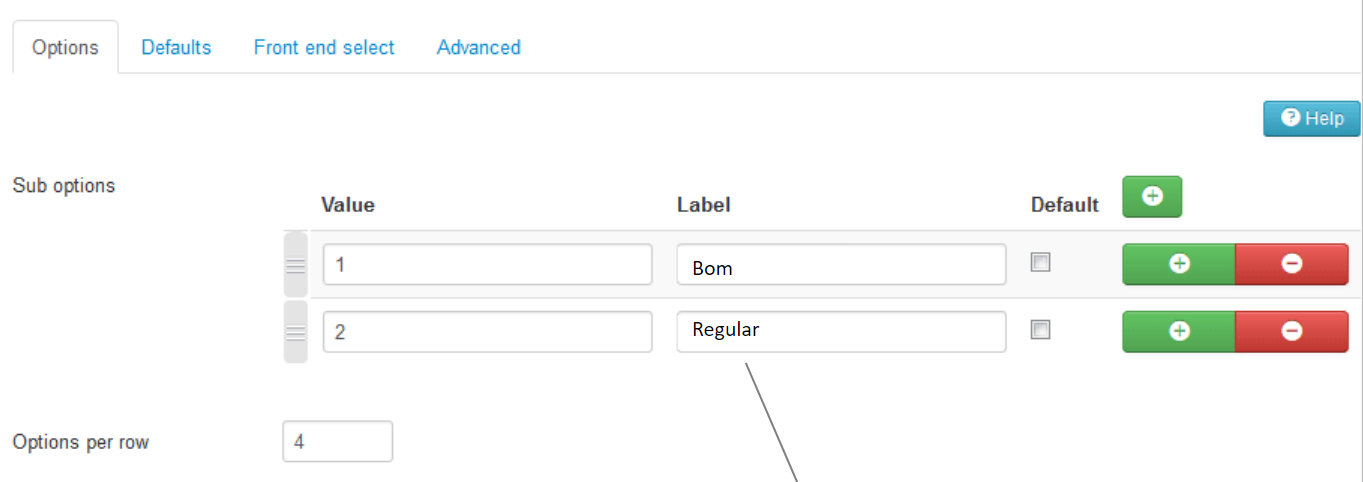 Options Defaults Front end select Advanced
Help
Sub options
Value Label Default
1 Bom
2 Regular
Options per row 4